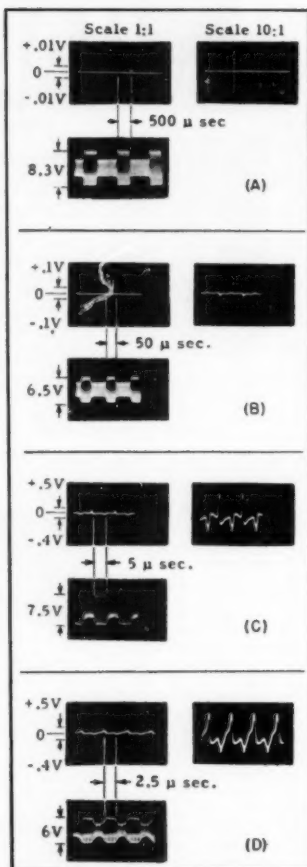 Scale 1:1 Scale 10:1
+.01V
0
-.01V
500 μ sec
8.3V
(A)
+.1V
0
-.1V
50 μ sec.
6.5V
(B)
+.5V
0
-.4V
5 μ sec.
7.5V
(C)
+.5V
0
-.4V
2.5 μ sec.
6V
(D)